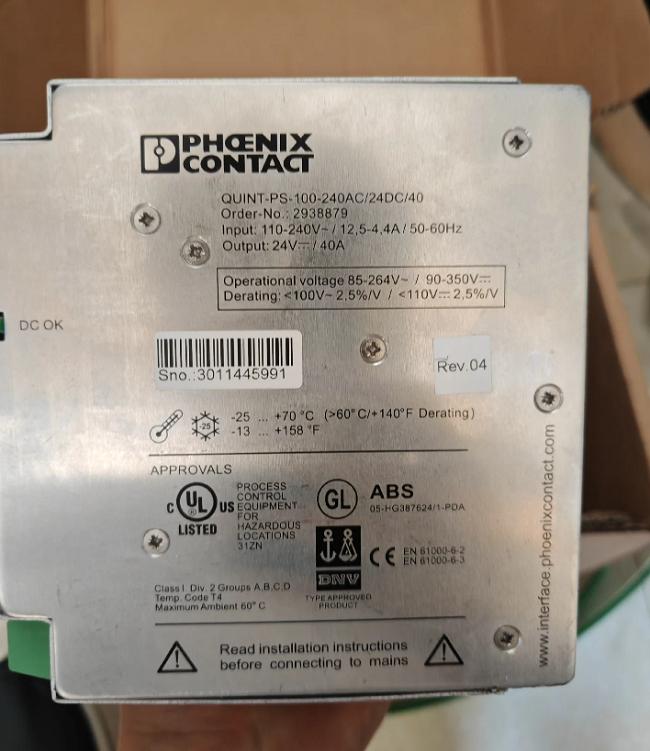 PHŒNIX
CONTACT
QUINT-PS-100-240AC/24DC/40
Order-No.: 2938879
Input: 110-240V~ / 12,5-4,4A / 50-60Hz
Output: 24V⎓ / 40A
Operational voltage 85-264V~ / 90-350V⎓
Derating: <100V~ 2,5%/V / <110V⎓ 2,5%/V
DC OK
Sno.:3011445991
Rev.04
-25
-25 ... +70 °C (>60°C/+140°F Derating)
-13 ... +158 °F
APPROVALS
C UL US
®
LISTED
PROCESS
CONTROL
EQUIPMENT
FOR
HAZARDOUS
LOCATIONS
31ZN
GL
ABS
05-HG387624/1-PDA
DNV
TYPE APPROVED
PRODUCT
CE
EN 61000-6-2
EN 61000-6-3
Class I Div. 2 Groups A,B,C,D
Temp. Code T4
Maximum Ambient 60° C
Read installation instructions
before connecting to mains
www.interface.phoenixcontact.com